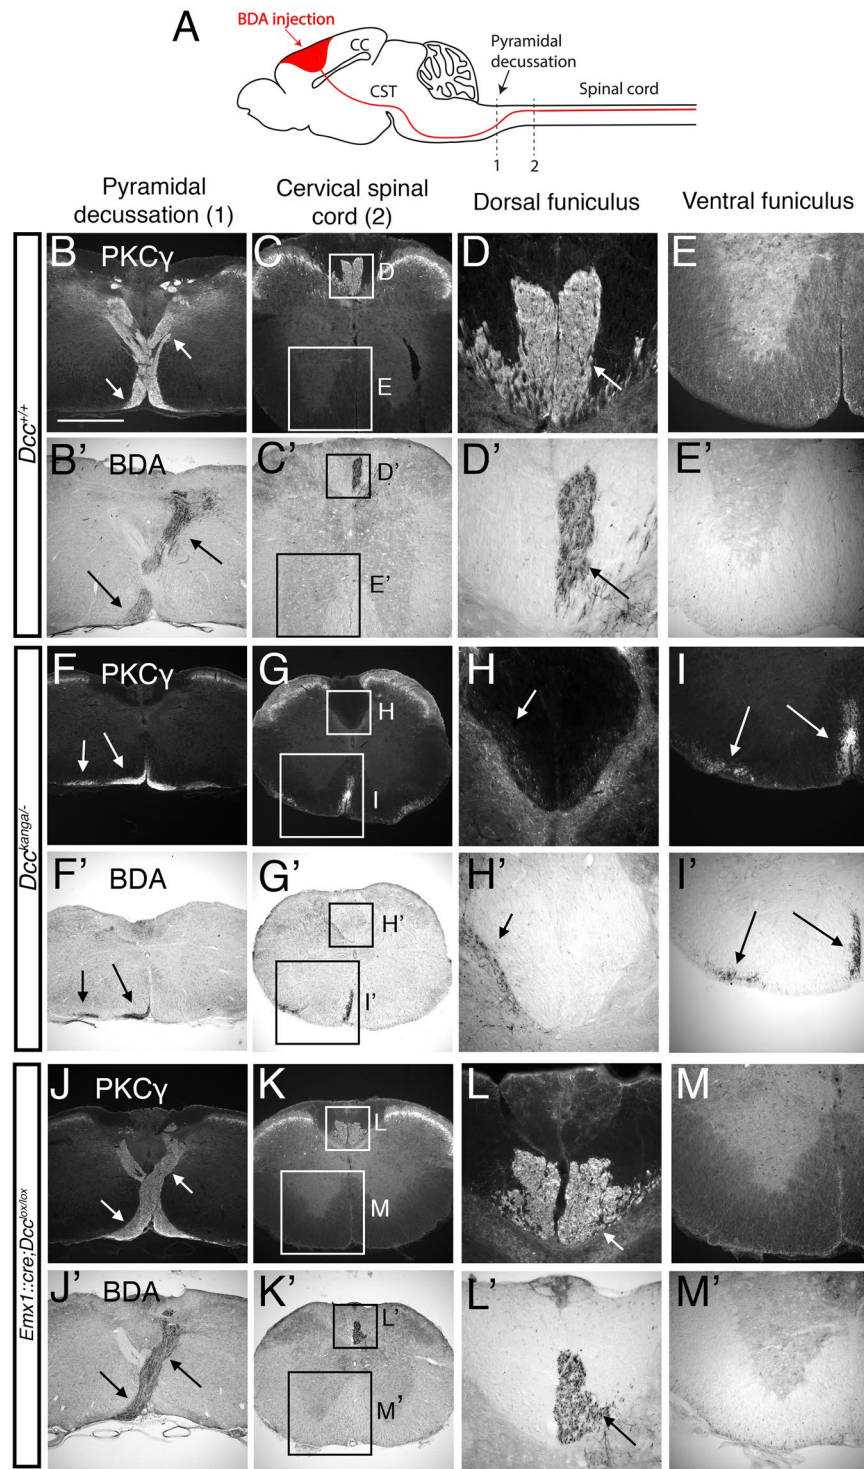 A
BDA injection
CC
CST
Pyramidal
decussation
Spinal cord
1
2
Pyramidal
decussation (1)
Cervical spinal
cord (2)
Dorsal funiculus
Ventral funiculus
Dcc+/+
B
PKCγ
C
D
E
D
E
B’
BDA
C’
D’
E’
D’
E’
Dcckanga/-
F
PKCγ
G
H
I
H
I
F’
BDA
G’
H’
I’
H’
I’
Emx1::cre;Dcclox/lox
J
PKCγ
K
L
M
L
M
J’
BDA
K’
L’
M’
L’
M’